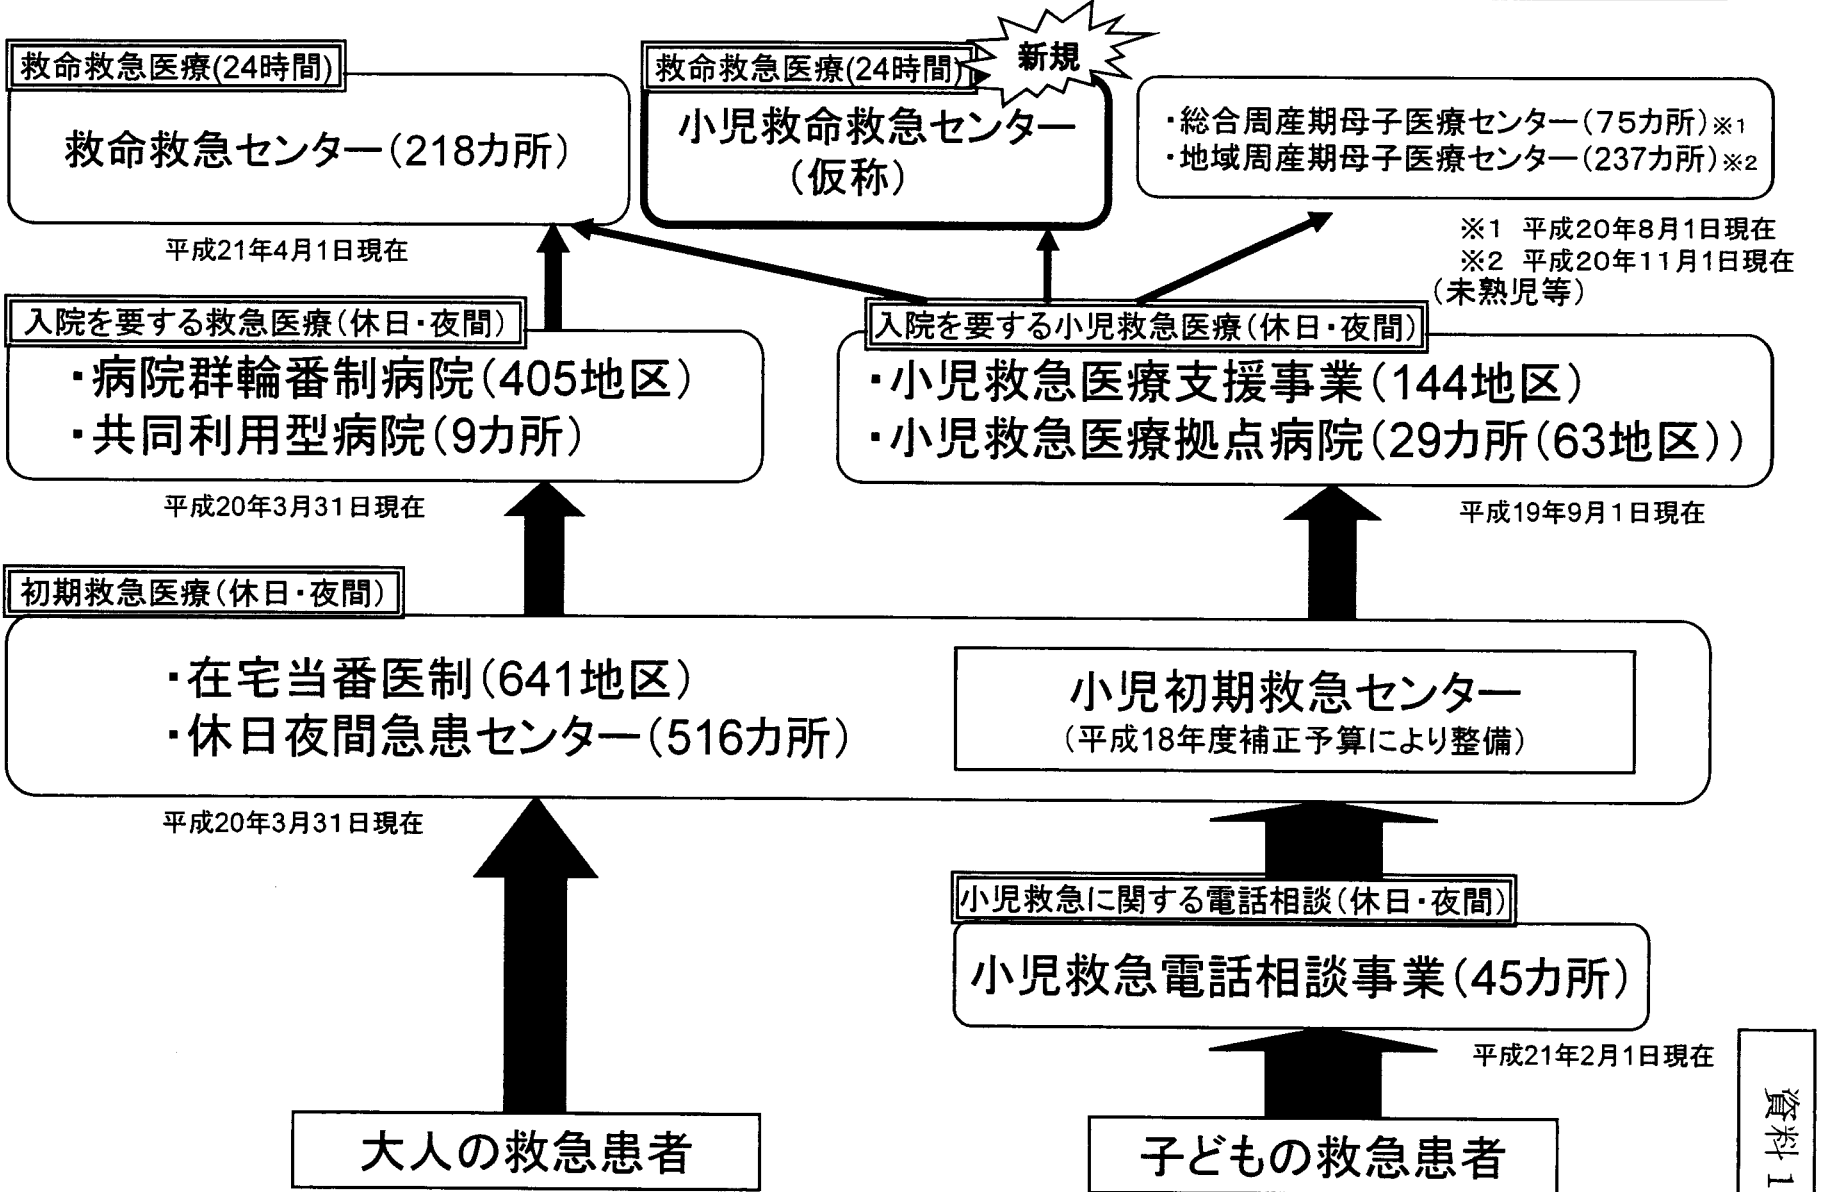 救命救急医療(24時間)
救命救急センター(218カ所)
平成21年4月1日現在
救命救急医療(24時間)
新規
小児救命救急センター
(仮称)
・総合周産期母子医療センター(75カ所)※1
・地域周産期母子医療センター(237カ所)※2
※1 平成20年8月1日現在
※2 平成20年11月1日現在
(未熟児等)
入院を要する救急医療(休日・夜間)
・病院群輪番制病院(405地区)
・共同利用型病院(9カ所)
平成20年3月31日現在
入院を要する小児救急医療(休日・夜間)
・小児救急医療支援事業(144地区)
・小児救急医療拠点病院(29カ所(63地区))
平成19年9月1日現在
初期救急医療(休日・夜間)
・在宅当番医制(641地区)
・休日夜間急患センター(516カ所)
小児初期救急センター
(平成18年度補正予算により整備)
平成20年3月31日現在
小児救急に関する電話相談(休日・夜間)
小児救急電話相談事業(45カ所)
平成21年2月1日現在
大人の救急患者
子どもの救急患者
資料1